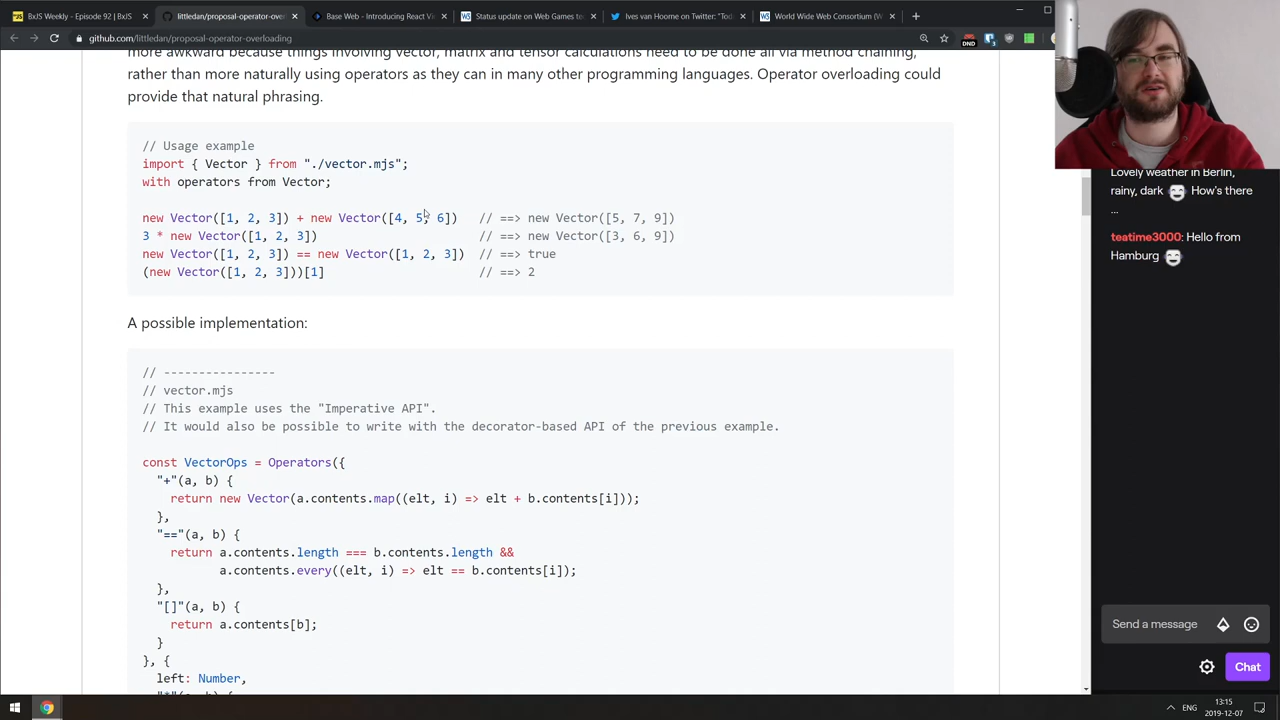 BxJS Weekly - Episode 92 | BxJS
littledan/proposal-operator-over
Base Web - Introducing React V
Status update on Web Games te
Ives van Hoorne on Twitter: "Tod
World Wide Web Consortium (W
github.com/littledan/proposal-operator-overloading
DND
more awkward because things involving vector, matrix and tensor calculations need to be done all via method chaining,
rather than more naturally using operators as they can in many other programming languages. Operator overloading could
provide that natural phrasing.
// Usage example
import { Vector } from "./vector.mjs";
with operators from Vector;
new Vector([1, 2, 3]) + new Vector([4, 5, 6])   // ==> new Vector([5, 7, 9])
3 * new Vector([1, 2, 3])                       // ==> new Vector([3, 6, 9])
new Vector([1, 2, 3]) == new Vector([1, 2, 3])  // ==> true
(new Vector([1, 2, 3]))[1]                      // ==> 2
A possible implementation:
// ----------------
// vector.mjs
// This example uses the "Imperative API".
// It would also be possible to write with the decorator-based API of the previous example.
const VectorOps = Operators({
"+"(a, b) {
return new Vector(a.contents.map((elt, i) => elt + b.contents[i]));
},
"=="(a, b) {
return a.contents.length === b.contents.length &&
a.contents.every((elt, i) => elt == b.contents[i]);
},
"[]"(a, b) {
return a.contents[b];
}
}, {
left: Number,
"*"(a, b) {
Lovely weather in Berlin,
rainy, dark How's there
...
teatime3000: Hello from
Hamburg
Send a message
Chat
ENG
13:15
2019-12-07